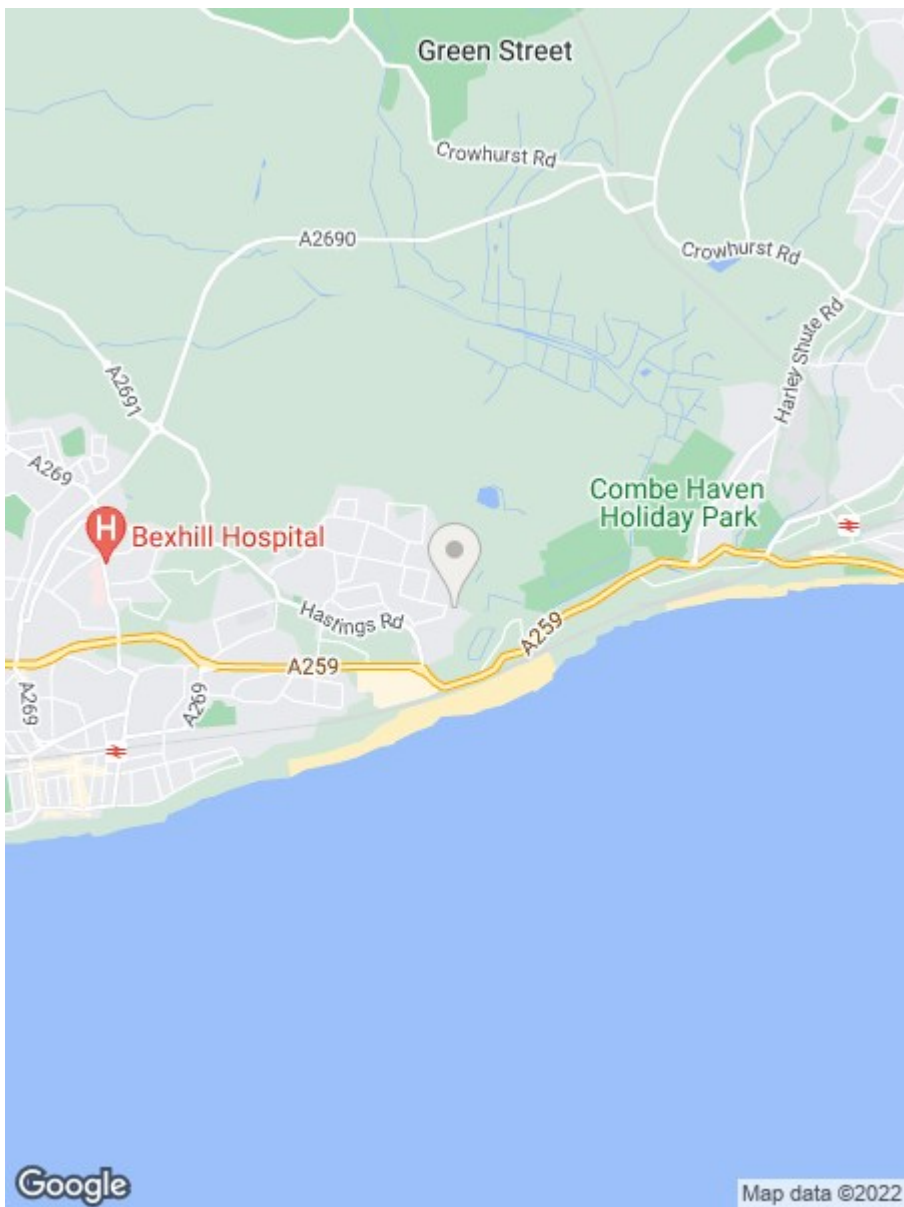 Green Street
Crowhurst Rd
A2690
Crowhurst Rd
Harley Shute Rd
A2691
A269
Combe Haven
Holiday Park
H
Bexhill Hospital
Hastings Rd
A259
A259
A269
A269
Google
Map data ©2022